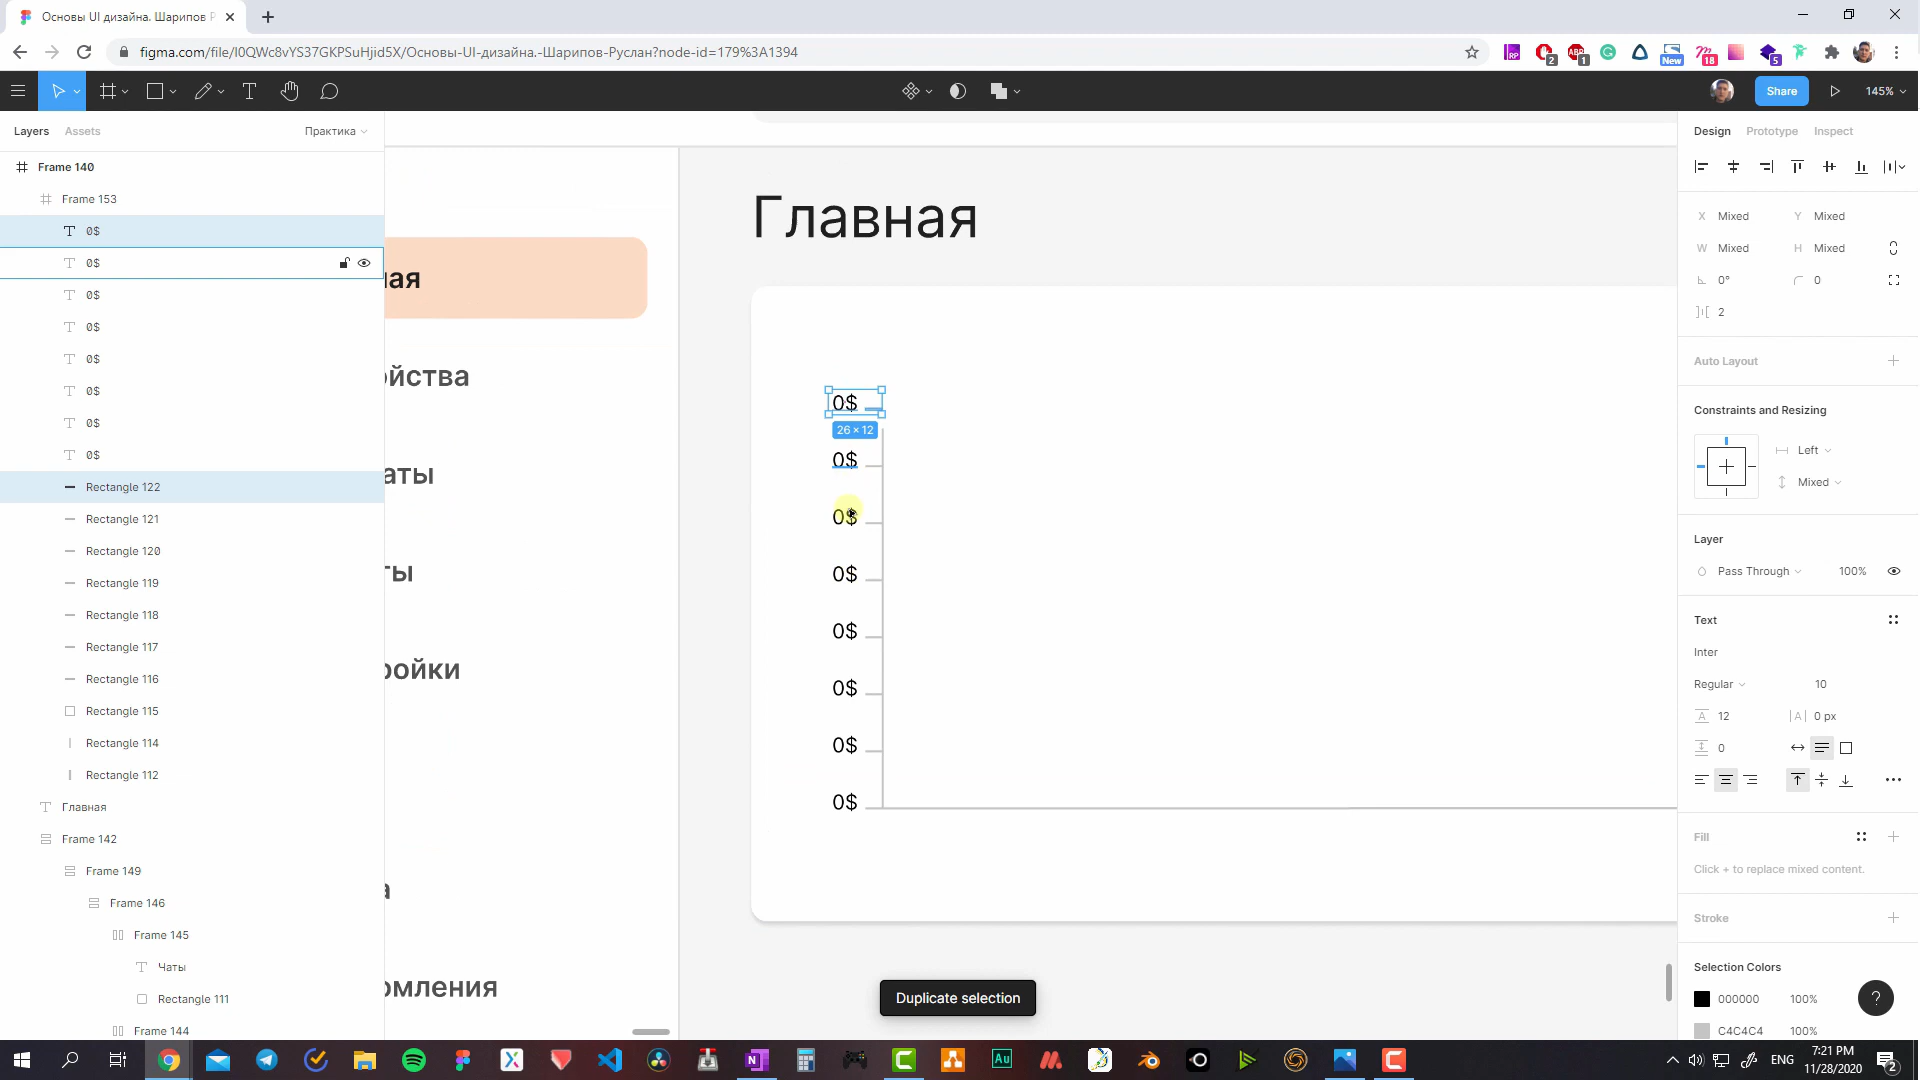 Основы UI дизайна. Шарипов Р
figma.com/file/I0QWc8vYS37GKPSuHjid5X/Основы-UI-дизайна.-Шарипов-Руслан?node-id=179%3A1394
2
1
New
18
5
Share
145%
Layers
Assets
Практика
Design
Prototype
Inspect
Frame 140
Frame 153
0$
0$
0$
0$
0$
0$
0$
0$
Rectangle 122
Rectangle 121
Rectangle 120
Rectangle 119
Rectangle 118
Rectangle 117
Rectangle 116
Rectangle 115
Rectangle 114
Rectangle 112
Главная
Frame 142
Frame 149
Frame 146
Frame 145
Чаты
Rectangle 111
Frame 144
ная
ойства
аты
ты
ройки
а
омления
Главная
0$
26 × 12
0$
0$
0$
0$
0$
0$
0$
Duplicate selection
X Mixed Y Mixed
W Mixed H Mixed
0° 0
2
Auto Layout
Constraints and Resizing
Left
Mixed
Layer
Pass Through 100%
Text
Inter
Regular 10
12 0 px
0
Fill
Click + to replace mixed content.
Stroke
Selection Colors
000000 100%
C4C4C4 100%
?
ENG
7:21 PM
11/28/2020
2